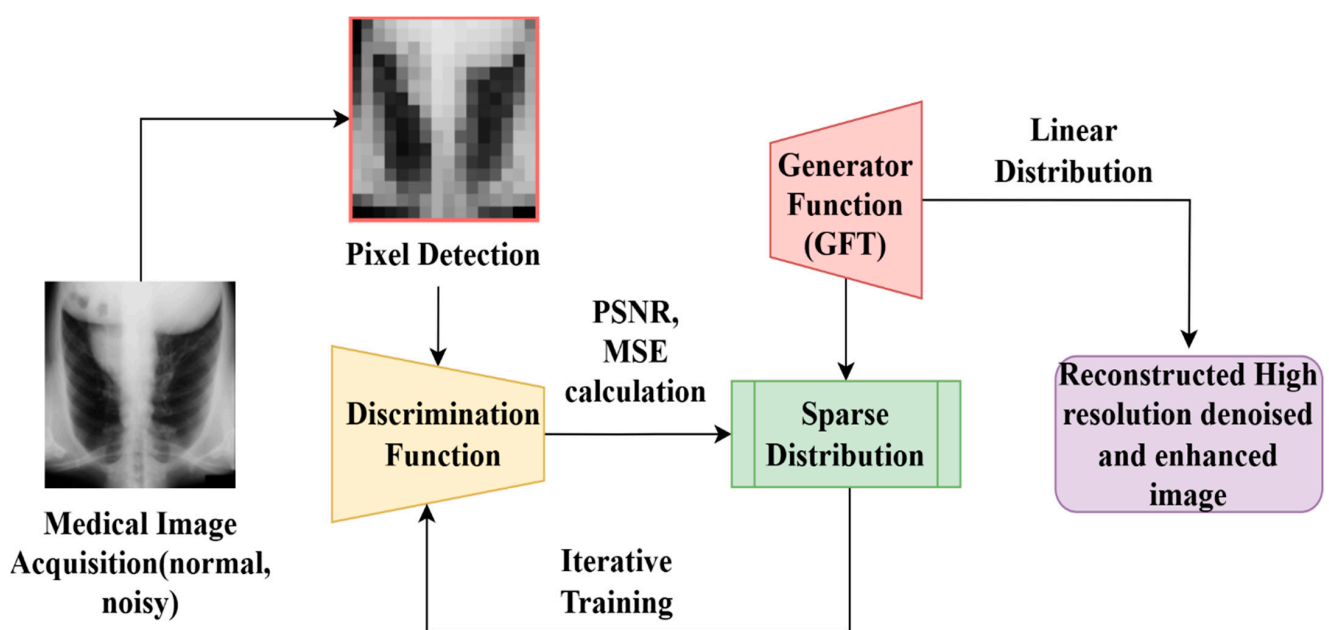 Pixel Detection
Medical Image
Acquisition(normal,
noisy)
Discrimination
Function
PSNR,
MSE
calculation
Iterative
Training
Sparse
Distribution
Generator
Function
(GFT)
Linear
Distribution
Reconstructed High
resolution denoised
and enhanced
image